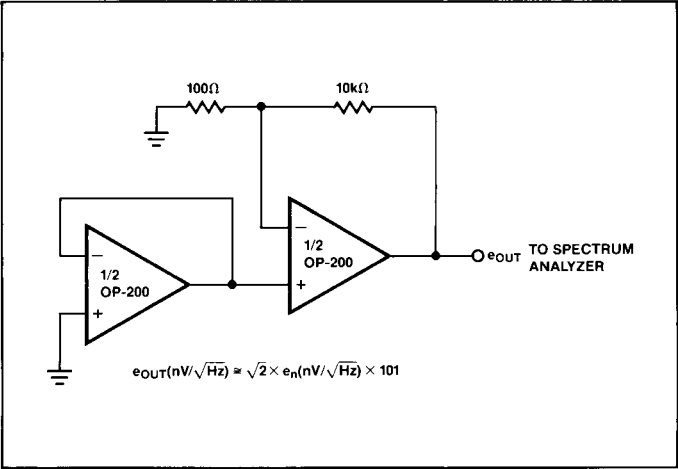 100Ω
10kΩ
−
1/2
OP-200
+
−
1/2
OP-200
+
eOUT TO SPECTRUM
ANALYZER
eOUT(nV/√Hz) ≅ √2 × en(nV/√Hz) × 101